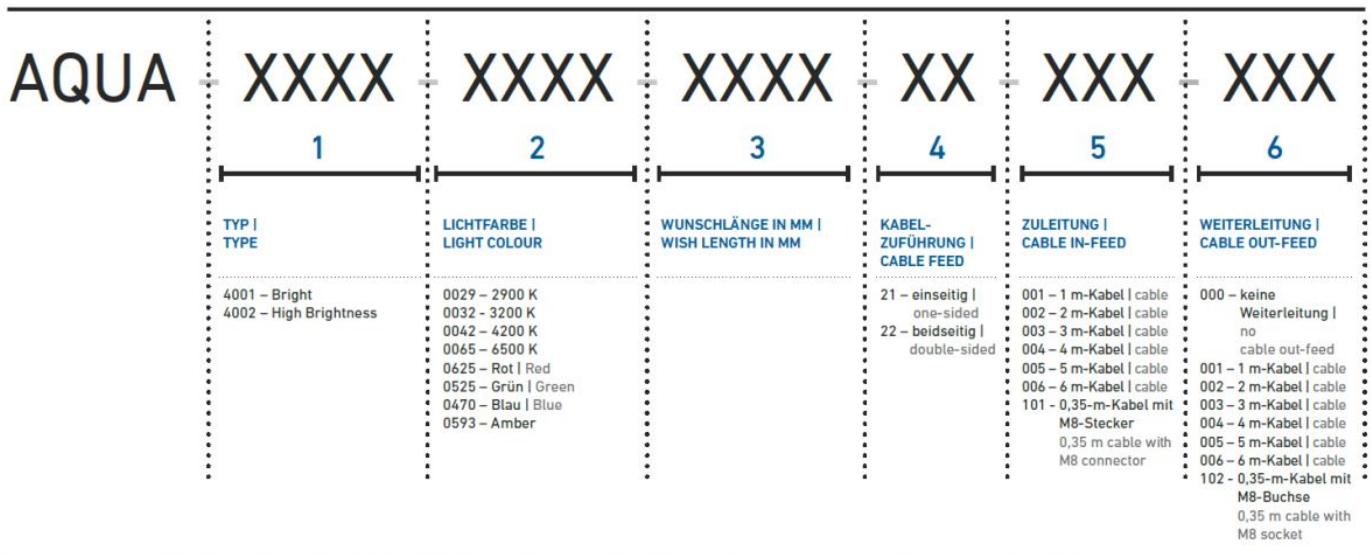 AQUA - XXXX - XXXX - XXXX - XX - XXX - XXX
1
2
3
4
5
6
TYP |
TYPE
LICHTFARBE |
LIGHT COLOUR
WUNSCHLÄNGE IN MM |
WISH LENGTH IN MM
KABEL-
ZUFÜHRUNG |
CABLE FEED
ZULEITUNG |
CABLE IN-FEED
WEITERLEITUNG |
CABLE OUT-FEED
4001 – Bright
4002 – High Brightness
0029 – 2900 K
0032 - 3200 K
0042 – 4200 K
0065 – 6500 K
0625 – Rot | Red
0525 – Grün | Green
0470 – Blau | Blue
0593 – Amber
21 – einseitig |
one-sided
22 – beidseitig |
double-sided
001 – 1 m-Kabel | cable
002 – 2 m-Kabel | cable
003 – 3 m-Kabel | cable
004 – 4 m-Kabel | cable
005 – 5 m-Kabel | cable
006 – 6 m-Kabel | cable
101 - 0,35-m-Kabel mit
M8-Stecker
0,35 m cable with
M8 connector
000 – keine
Weiterleitung |
no
cable out-feed
001 – 1 m-Kabel | cable
002 – 2 m-Kabel | cable
003 – 3 m-Kabel | cable
004 – 4 m-Kabel | cable
005 – 5 m-Kabel | cable
006 – 6 m-Kabel | cable
102 - 0,35-m-Kabel mit
M8-Buchse
0,35 m cable with
M8 socket